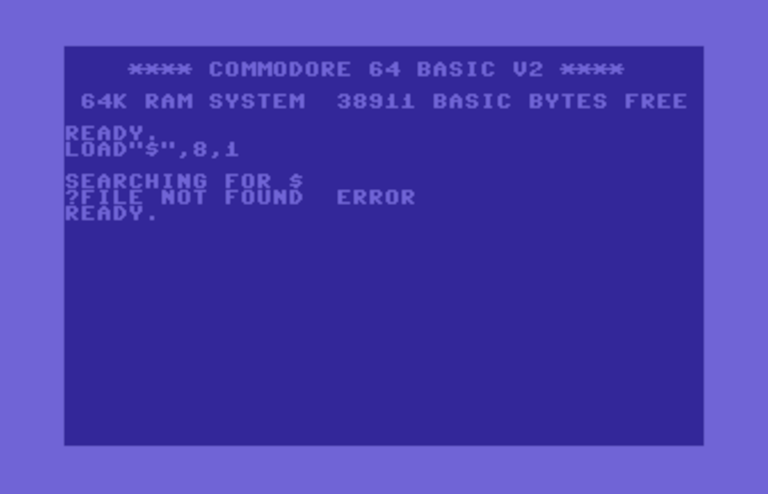 **** COMMODORE 64 BASIC V2 ****
64K RAM SYSTEM  38911 BASIC BYTES FREE
READY.
LOAD"$",8,1
SEARCHING FOR $
?FILE NOT FOUND  ERROR
READY.